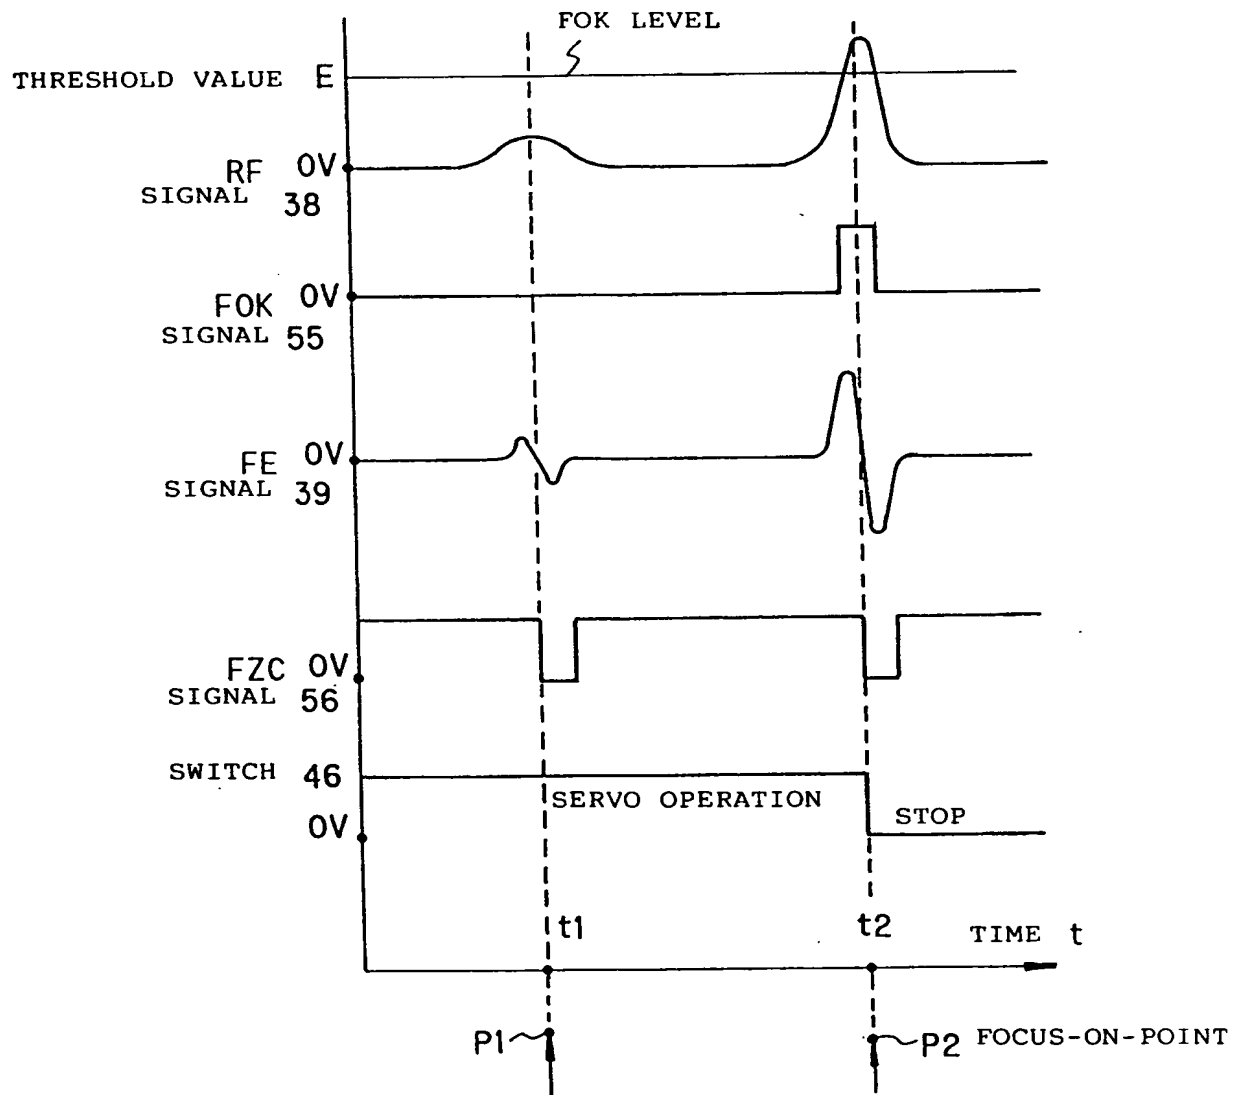 FOK LEVEL
THRESHOLD VALUE E
RF 0V
SIGNAL 38
FOK 0V
SIGNAL 55
FE 0V
SIGNAL 39
FZC 0V
SIGNAL 56
SWITCH 46
SERVO OPERATION
0V
STOP
t1
t2
TIME t
P1
P2 FOCUS-ON-POINT